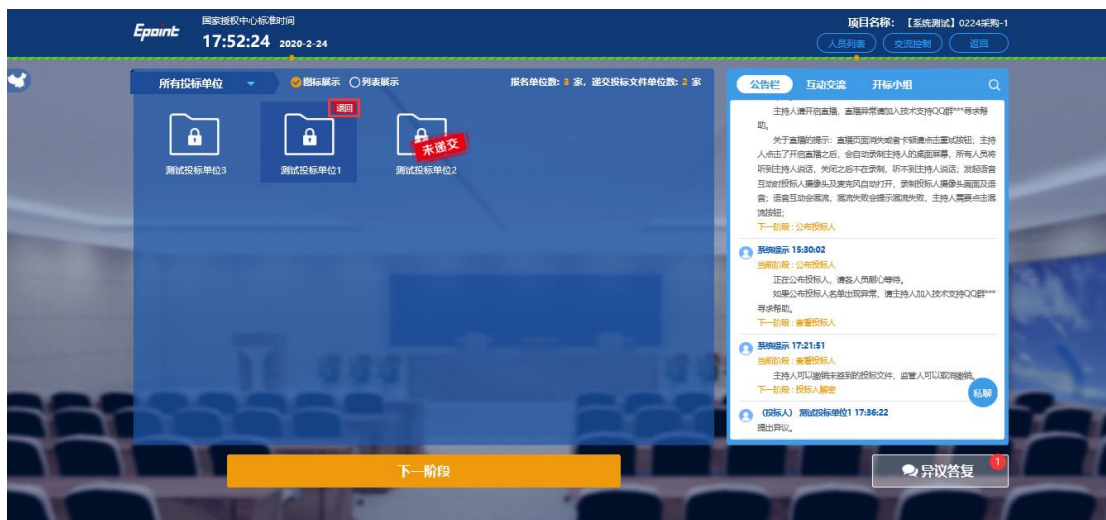 Epoint
国家授权中心标准时间
17:52:24 2020-2-24
项目名称: 【系统测试】0224采购-1
人员列表 交流控制 返回
所有投标单位 图标展示 列表展示 报名单位数: 3 家, 递交投标文件单位数: 2 家
退回
未递交
测试投标单位3 测试投标单位1 测试投标单位2
公告栏 互动交流 开标小组
主持人请开启直播, 直播异常请加入技术支持QQ群***寻求帮
助。
关于直播的提示: 直播页面消失或者卡顿请点击重试按钮; 主持
人点击了开启直播之后, 会自动录制主持人的桌面屏幕, 所有人员将
听到主持人说话, 关闭之后不在录制, 听不到主持人说话; 发起语音
互动时投标人摄像头及麦克风自动打开, 录制投标人摄像头画面及语
音; 语音互动会混流, 混流失败会提示混流失败, 主持人需要点击混
流按钮;
下一阶段 : 公布投标人
系统提示 15:30:02
当前阶段 : 公布投标人
正在公布投标人, 请各人员耐心等待。
如果公布投标人名单出现异常, 请主持人加入技术支持QQ群***
寻求帮助。
下一阶段 : 查看投标人
系统提示 17:21:51
当前阶段 : 查看投标人
主持人可以撤销未签到的投标文件, 监管人可以取消撤销。
下一阶段 : 投标人解密
私聊
(投标人) 测试投标单位1 17:36:22
提出异议。
下一阶段
异议答复 1